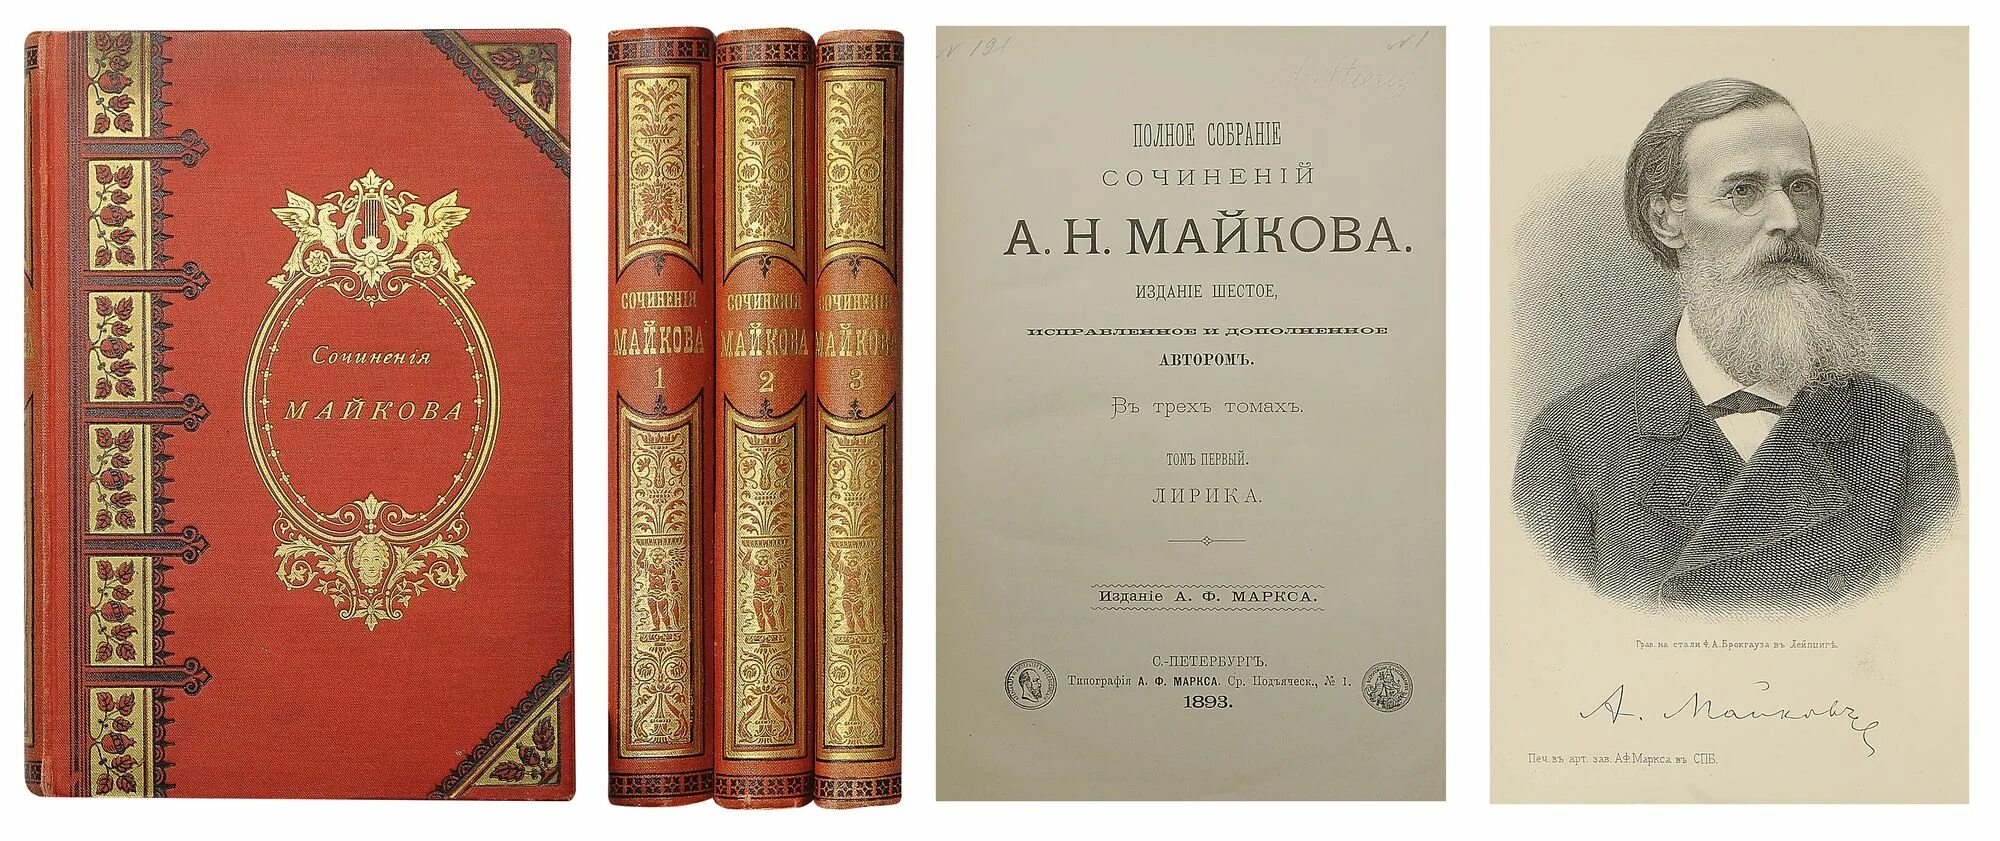 Сочиненія
МАЙКОВА
СОЧИНЕНІЯ
МАЙКОВА
1
СОЧИНЕНІЯ
МАЙКОВА
2
СОЧИНЕНІЯ
МАЙКОВА
3
N 191
N 1
ПОЛНОЕ СОБРАНІЕ
СОЧИНЕНІЙ
А. Н. МАЙКОВА.
ИЗДАНІЕ ШЕСТОЕ,
ИСПРАВЛЕННОЕ И ДОПОЛНЕННОЕ
АВТОРОМЪ.
Въ трехъ томахъ.
ТОМЪ ПЕРВЫЙ.
ЛИРИКА.
Изданіе А. Ф. МАРКСА.
С.-ПЕТЕРБУРГЪ.
Типографія А. Ф. МАРКСА. Ср. Подъяческ., № 1.
1893.
Грав. на стали Ф. А. Брокгауза въ Лейпцигѣ.
А. Майковъ
Печ. въ арт. зав. А.Ф. Маркса въ СПБ.